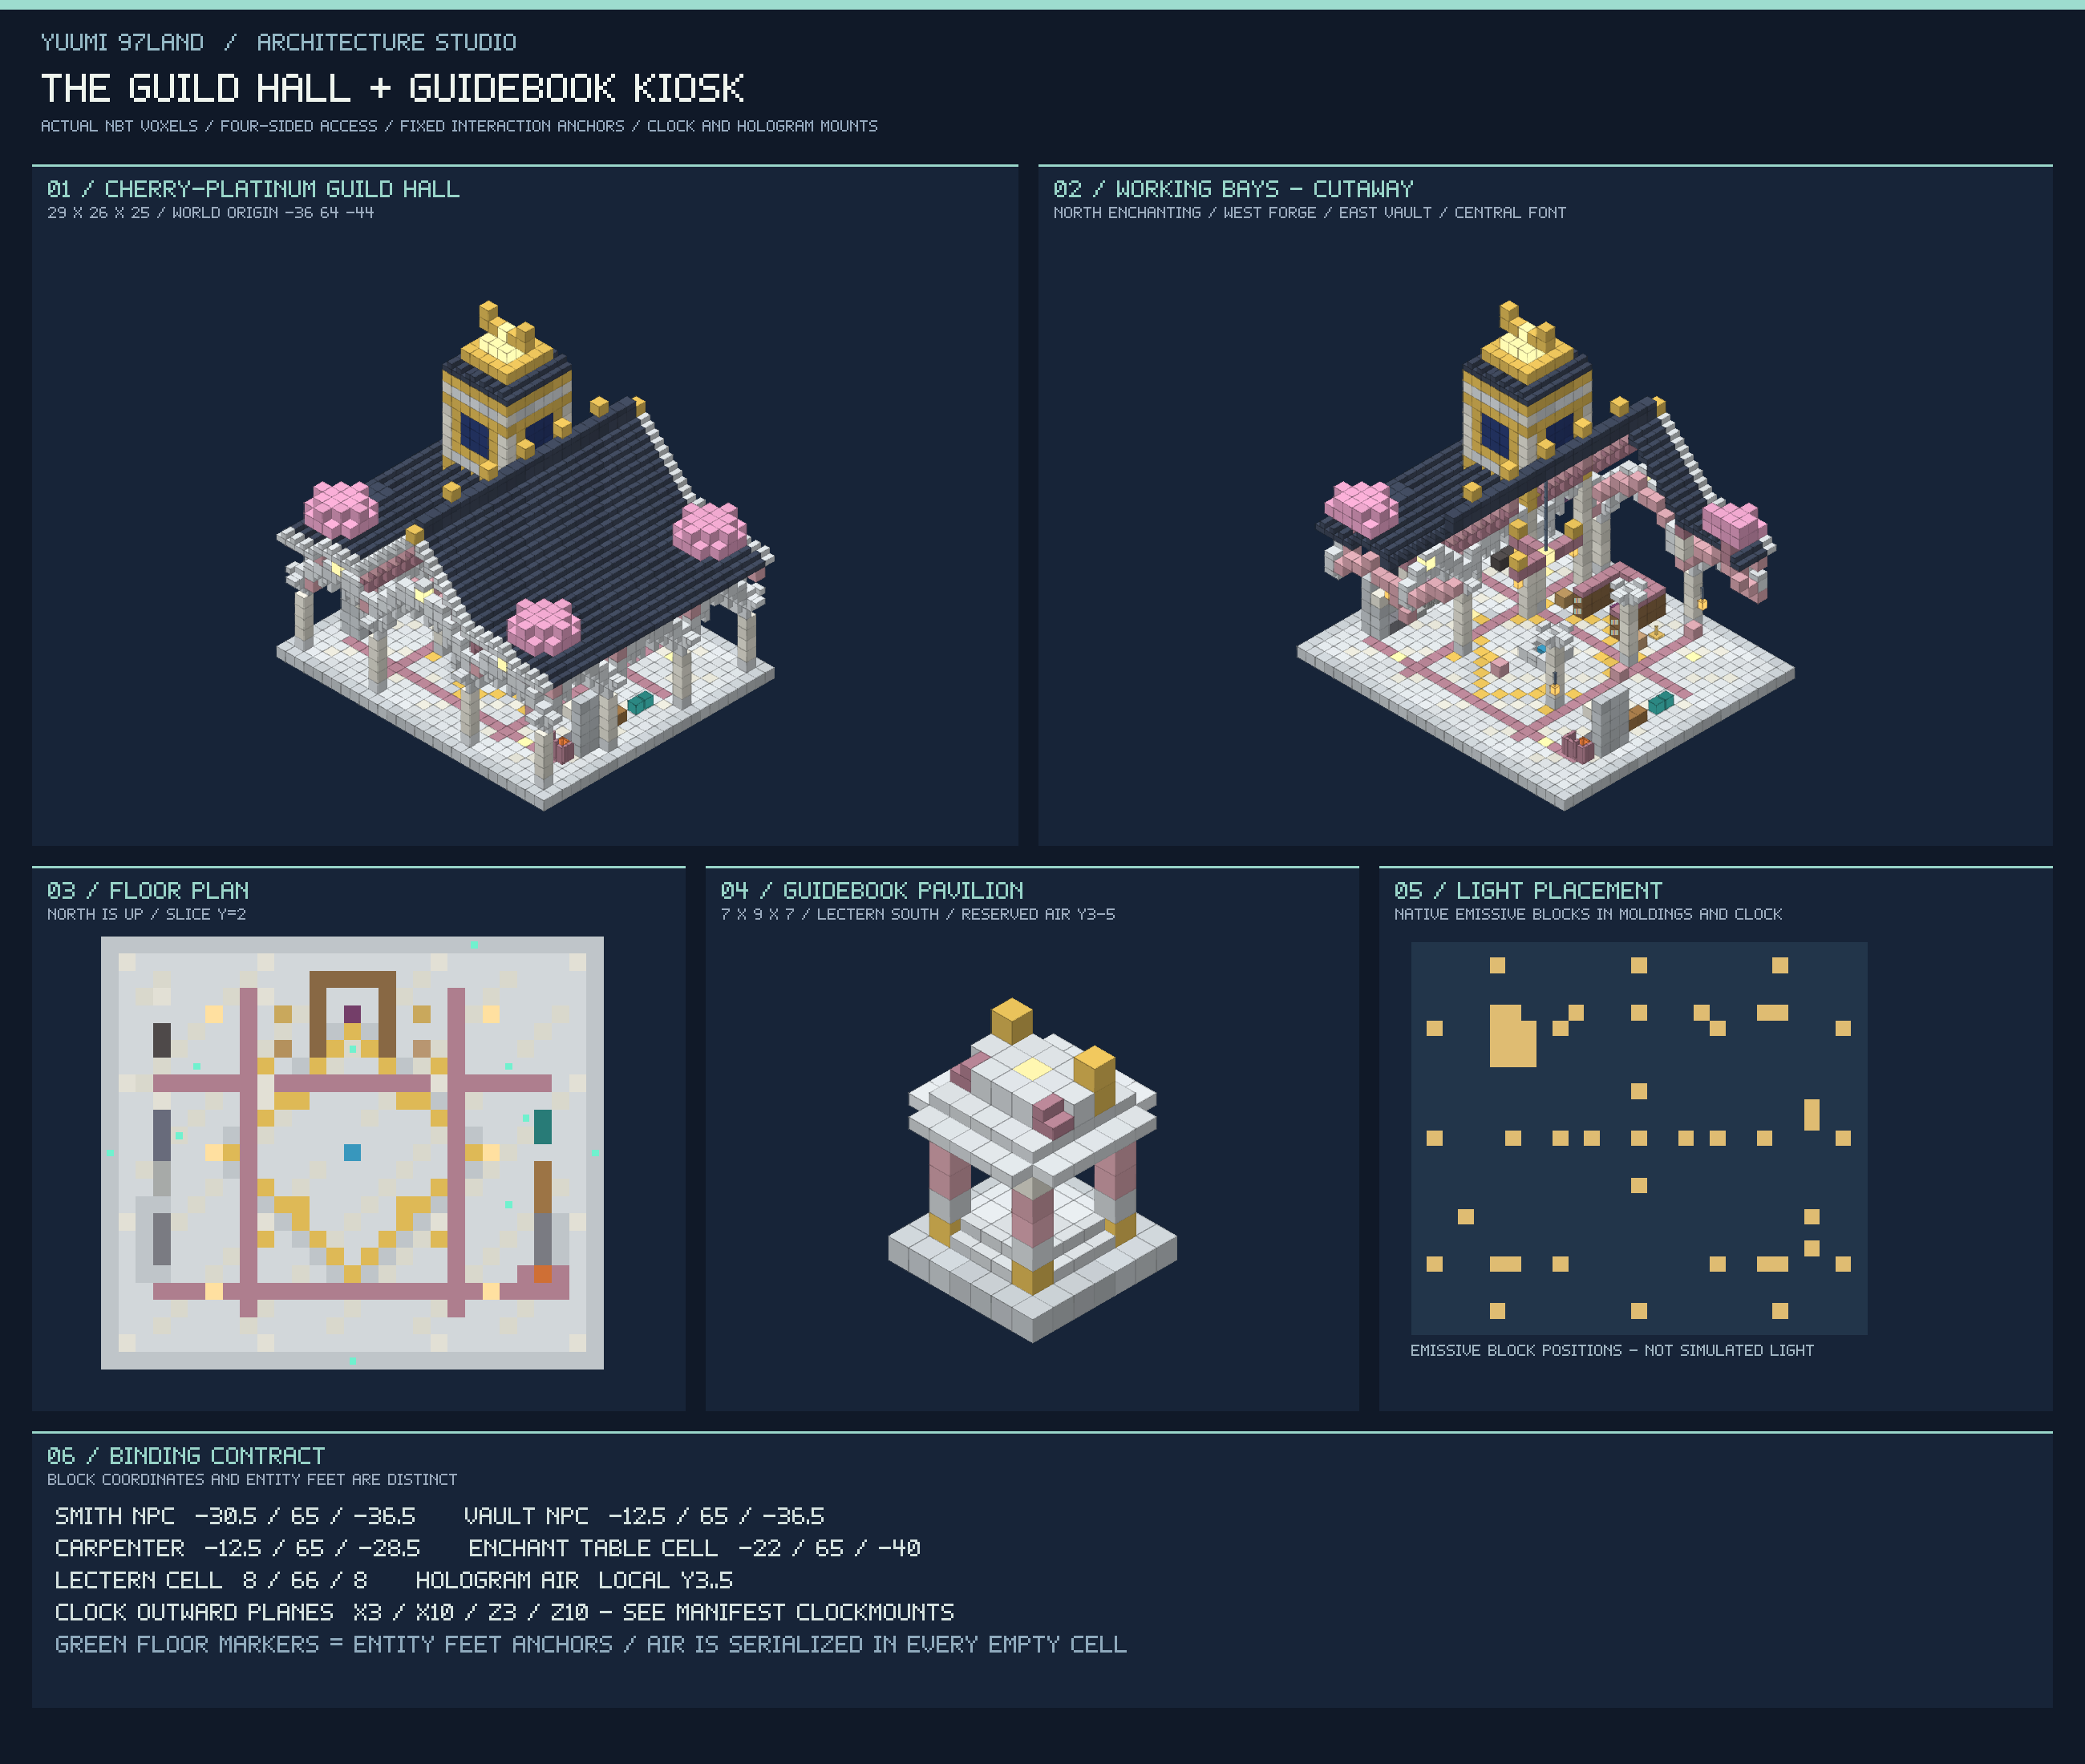 YUUMI 97LAND / ARCHITECTURE STUDIO
THE GUILD HALL + GUIDEBOOK KIOSK
ACTUAL NBT VOXELS / FOUR-SIDED ACCESS / FIXED INTERACTION ANCHORS / CLOCK AND HOLOGRAM MOUNTS
01 / CHERRY-PLATINUM GUILD HALL
29 X 26 X 25 / WORLD ORIGIN -36 64 -44
02 / WORKING BAYS - CUTAWAY
NORTH ENCHANTING / WEST FORGE / EAST VAULT / CENTRAL FONT
03 / FLOOR PLAN
NORTH IS UP / SLICE Y=2
04 / GUIDEBOOK PAVILION
7 X 9 X 7 / LECTERN SOUTH / RESERVED AIR Y3-5
05 / LIGHT PLACEMENT
NATIVE EMISSIVE BLOCKS IN MOLDINGS AND CLOCK
EMISSIVE BLOCK POSITIONS - NOT SIMULATED LIGHT
06 / BINDING CONTRACT
BLOCK COORDINATES AND ENTITY FEET ARE DISTINCT
SMITH NPC -30.5 / 65 / -36.5 VAULT NPC -12.5 / 65 / -36.5
CARPENTER -12.5 / 65 / -28.5 ENCHANT TABLE CELL -22 / 65 / -40
LECTERN CELL 8 / 66 / 8 HOLOGRAM AIR LOCAL Y3..5
CLOCK OUTWARD PLANES X3 / X10 / Z3 / Z10 - SEE MANIFEST CLOCKMOUNTS
GREEN FLOOR MARKERS = ENTITY FEET ANCHORS / AIR IS SERIALIZED IN EVERY EMPTY CELL